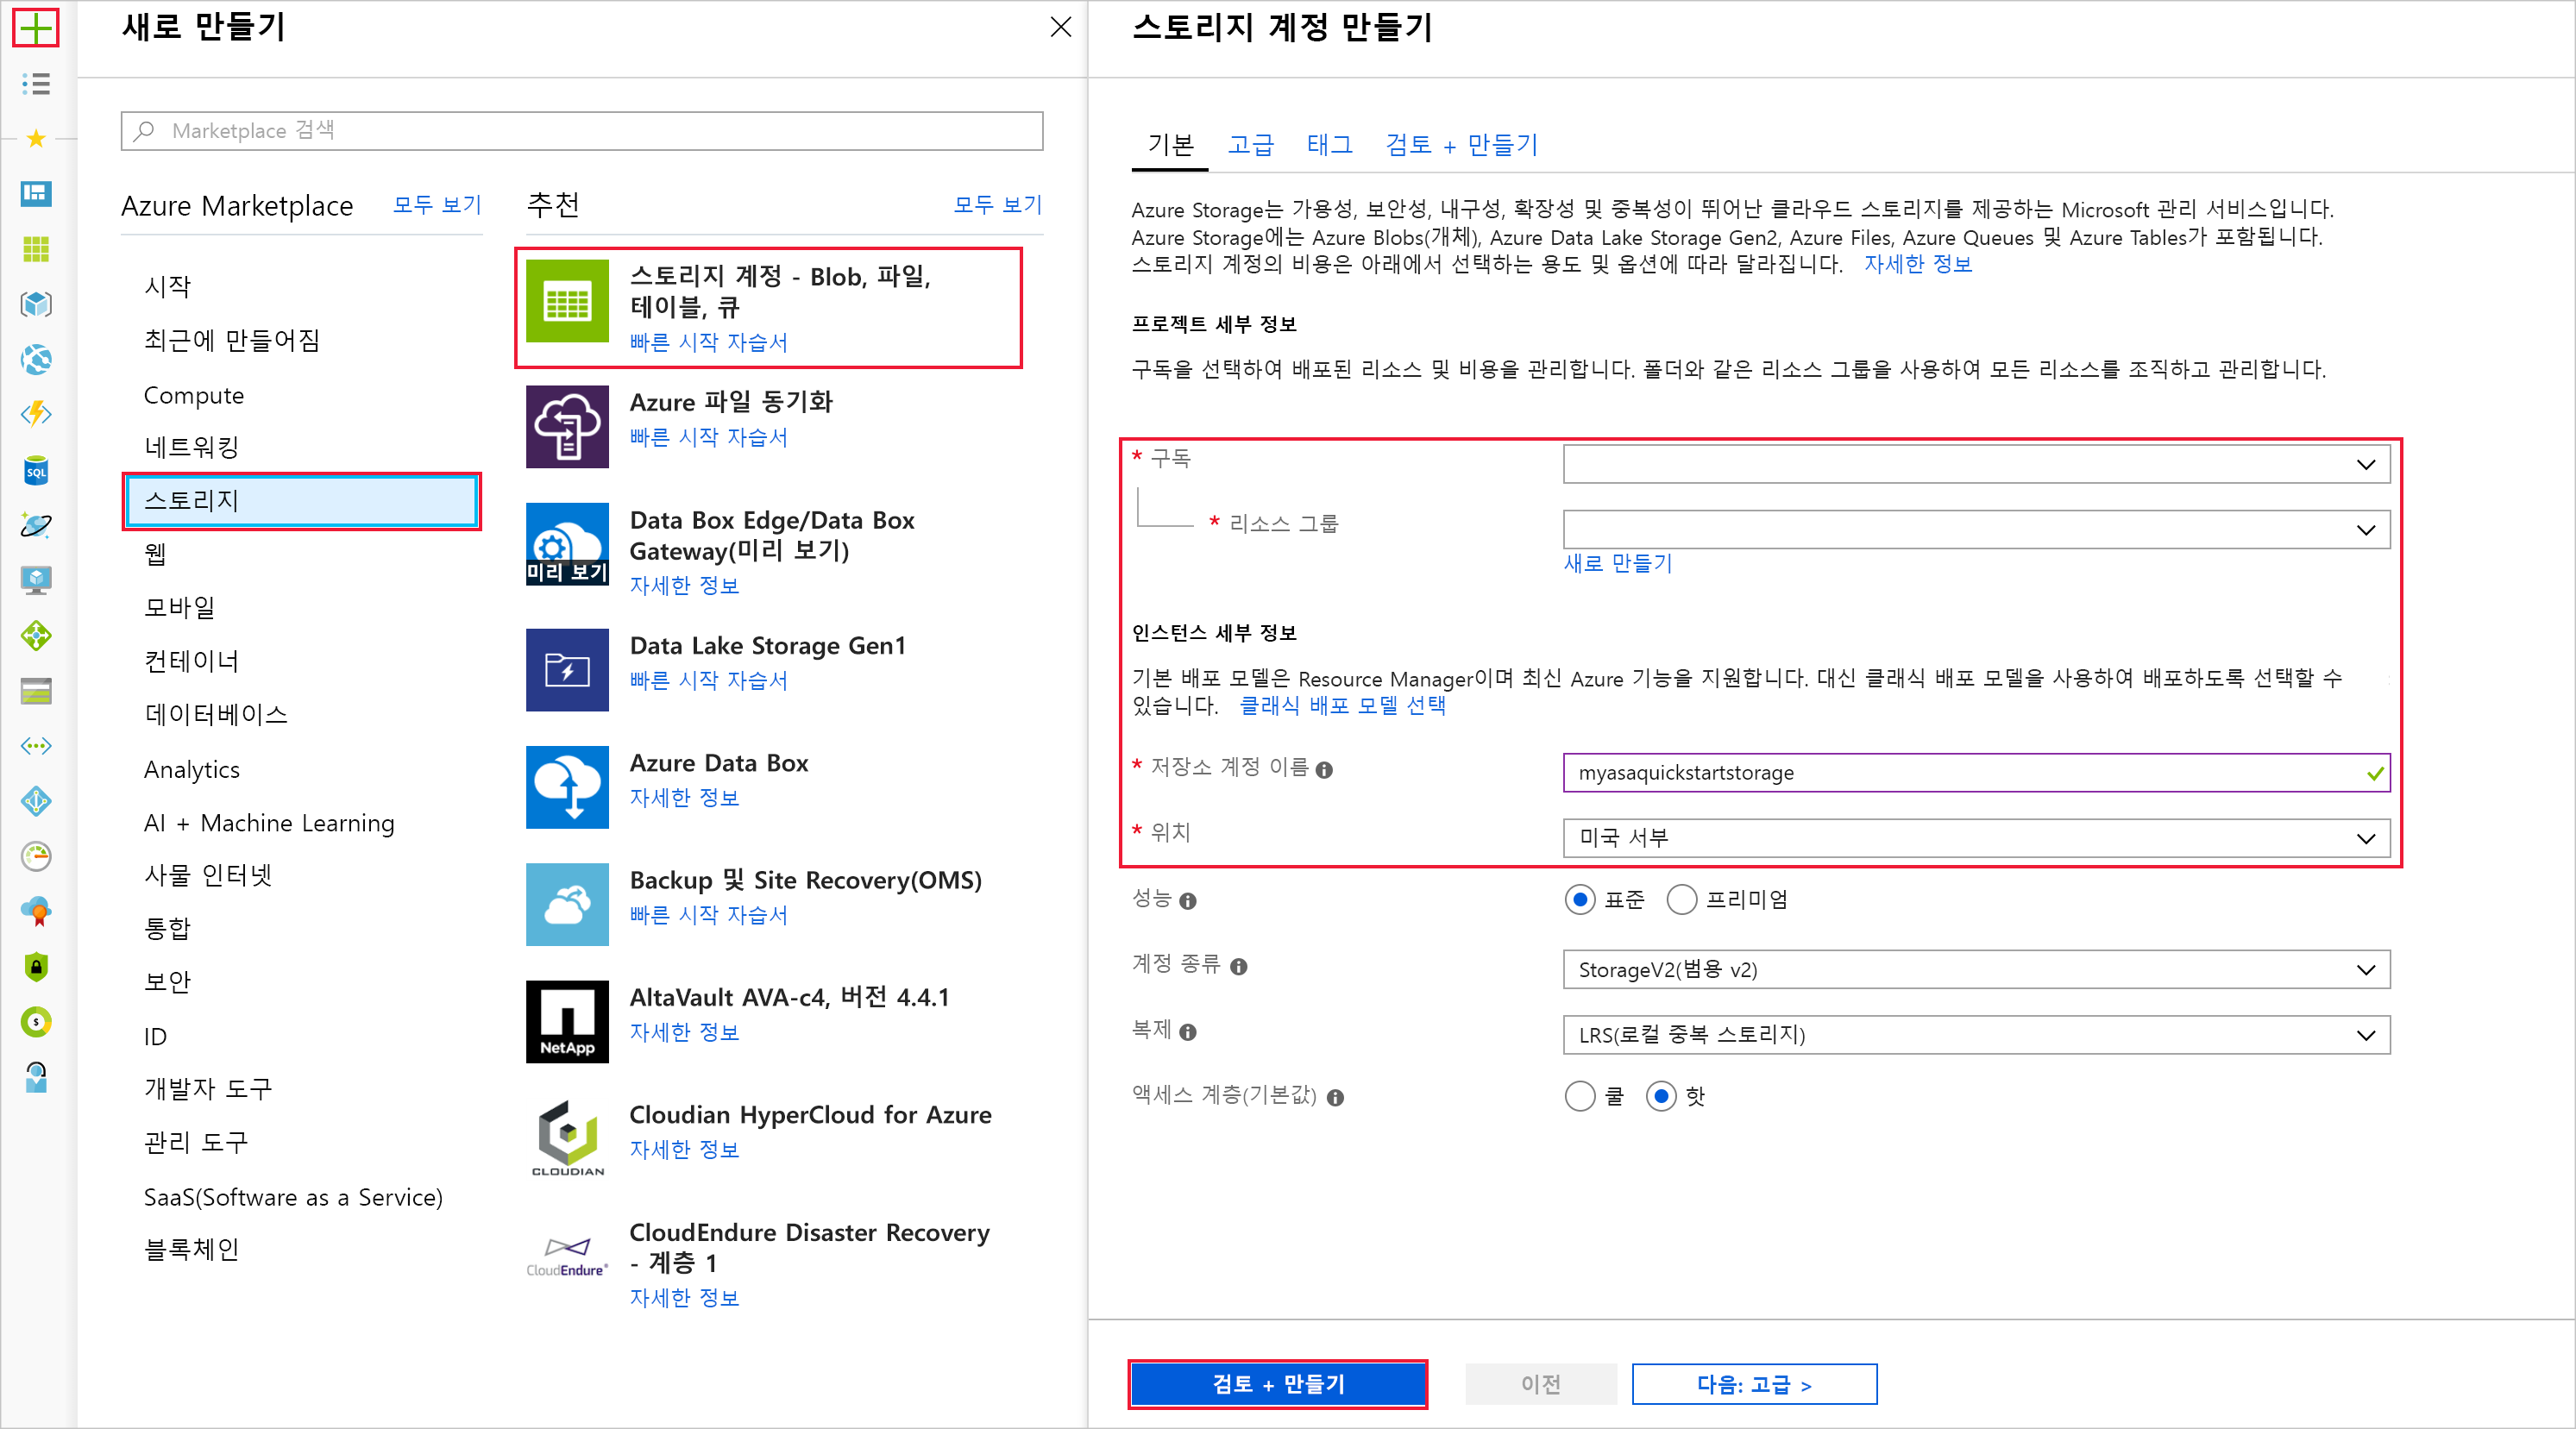 새로 만들기
Marketplace 검색
Azure Marketplace
모두 보기
시작
최근에 만들어짐
Compute
네트워킹
스토리지
웹
모바일
컨테이너
데이터베이스
Analytics
AI + Machine Learning
사물 인터넷
통합
보안
ID
개발자 도구
관리 도구
SaaS(Software as a Service)
블록체인
SQL
추천
모두 보기
스토리지 계정 - Blob, 파일,
테이블, 큐
빠른 시작 자습서
Azure 파일 동기화
빠른 시작 자습서
미리 보기
Data Box Edge/Data Box
Gateway(미리 보기)
자세한 정보
Data Lake Storage Gen1
빠른 시작 자습서
Azure Data Box
자세한 정보
Backup 및 Site Recovery(OMS)
빠른 시작 자습서
NetApp
AltaVault AVA-c4, 버전 4.4.1
자세한 정보
CLOUDIAN
Cloudian HyperCloud for Azure
자세한 정보
CloudEndure
CloudEndure Disaster Recovery
- 계층 1
자세한 정보
스토리지 계정 만들기
기본 고급 태그 검토 + 만들기
Azure Storage는 가용성, 보안성, 내구성, 확장성 및 중복성이 뛰어난 클라우드 스토리지를 제공하는 Microsoft 관리 서비스입니다.
Azure Storage에는 Azure Blobs(개체), Azure Data Lake Storage Gen2, Azure Files, Azure Queues 및 Azure Tables가 포함됩니다.
스토리지 계정의 비용은 아래에서 선택하는 용도 및 옵션에 따라 달라집니다. 자세한 정보
프로젝트 세부 정보
구독을 선택하여 배포된 리소스 및 비용을 관리합니다. 폴더와 같은 리소스 그룹을 사용하여 모든 리소스를 조직하고 관리합니다.
* 구독
* 리소스 그룹
새로 만들기
인스턴스 세부 정보
기본 배포 모델은 Resource Manager이며 최신 Azure 기능을 지원합니다. 대신 클래식 배포 모델을 사용하여 배포하도록 선택할 수
있습니다. 클래식 배포 모델 선택
* 저장소 계정 이름 myasaquickstartstorage
* 위치 미국 서부
성능 표준 프리미엄
계정 종류 StorageV2(범용 v2)
복제 LRS(로컬 중복 스토리지)
액세스 계층(기본값) 쿨 핫
검토 + 만들기 이전 다음: 고급 >